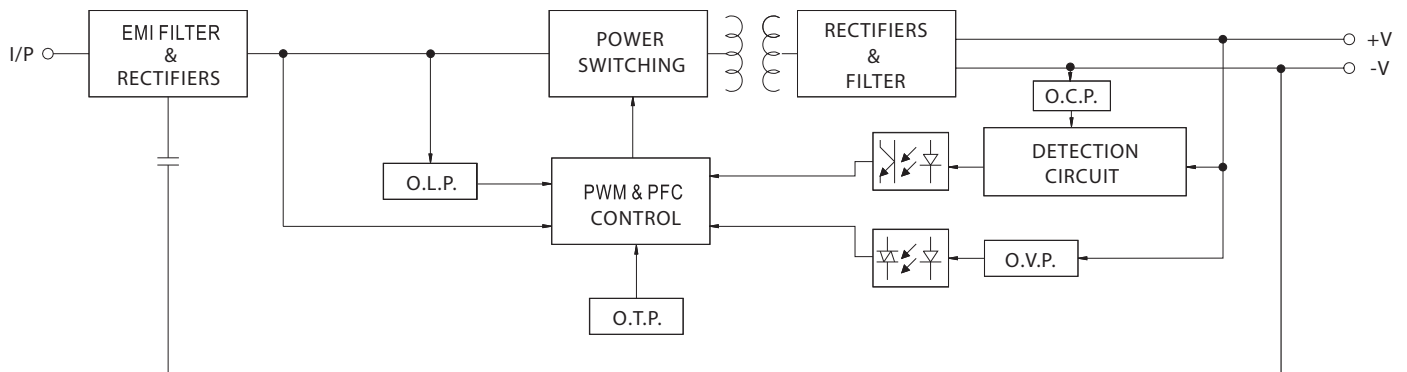 I/P
EMI FILTER
&
RECTIFIERS
POWER
SWITCHING
RECTIFIERS
&
FILTER
+V
-V
O.C.P.
DETECTION
CIRCUIT
O.L.P.
PWM & PFC
CONTROL
O.V.P.
O.T.P.